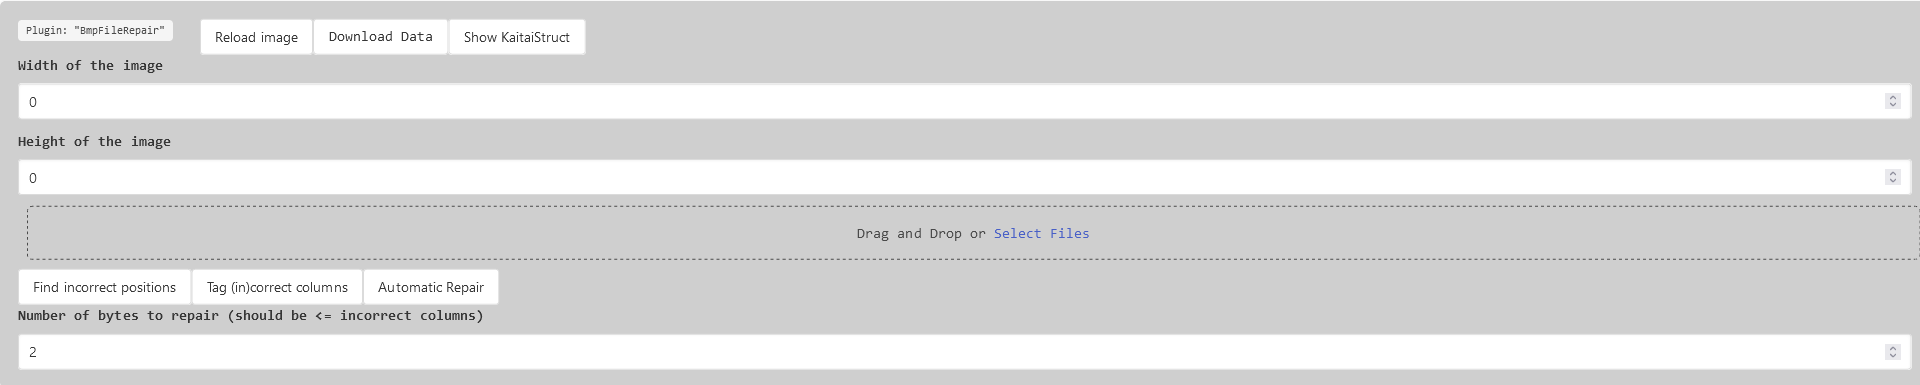 Plugin: "BmpFileRepair" Reload image Download Data Show KaitaiStruct
Width of the image
0
Height of the image
0
Drag and Drop or Select Files
Find incorrect positions Tag (in)correct columns Automatic Repair
Number of bytes to repair (should be <= incorrect columns)
2